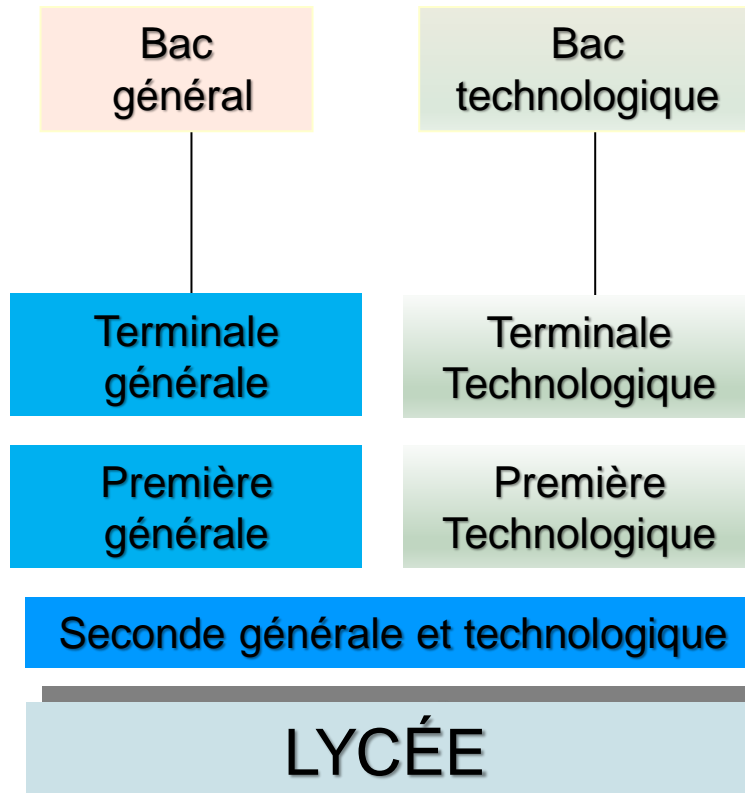 Bac
général
Bac
technologique
Terminale
générale
Terminale
Technologique
Première
générale
Première
Technologique
Seconde générale et technologique
LYCÉE